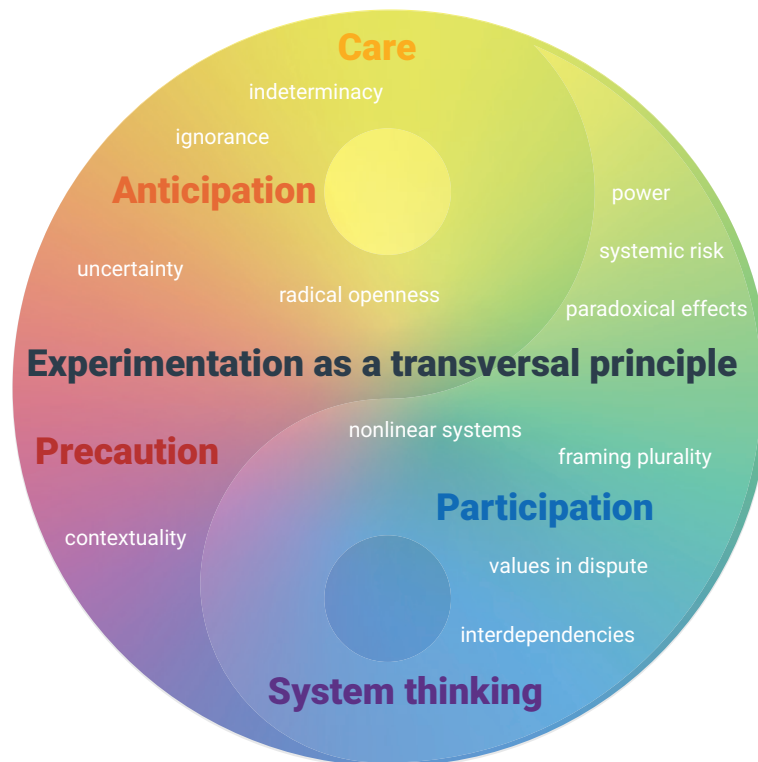 Care
indeterminacy
ignorance
Anticipation
power
systemic risk
uncertainty
radical openness
paradoxical effects
Experimentation as a transversal principle
nonlinear systems
Precaution
framing plurality
Participation
contextuality
values in dispute
interdependencies
System thinking